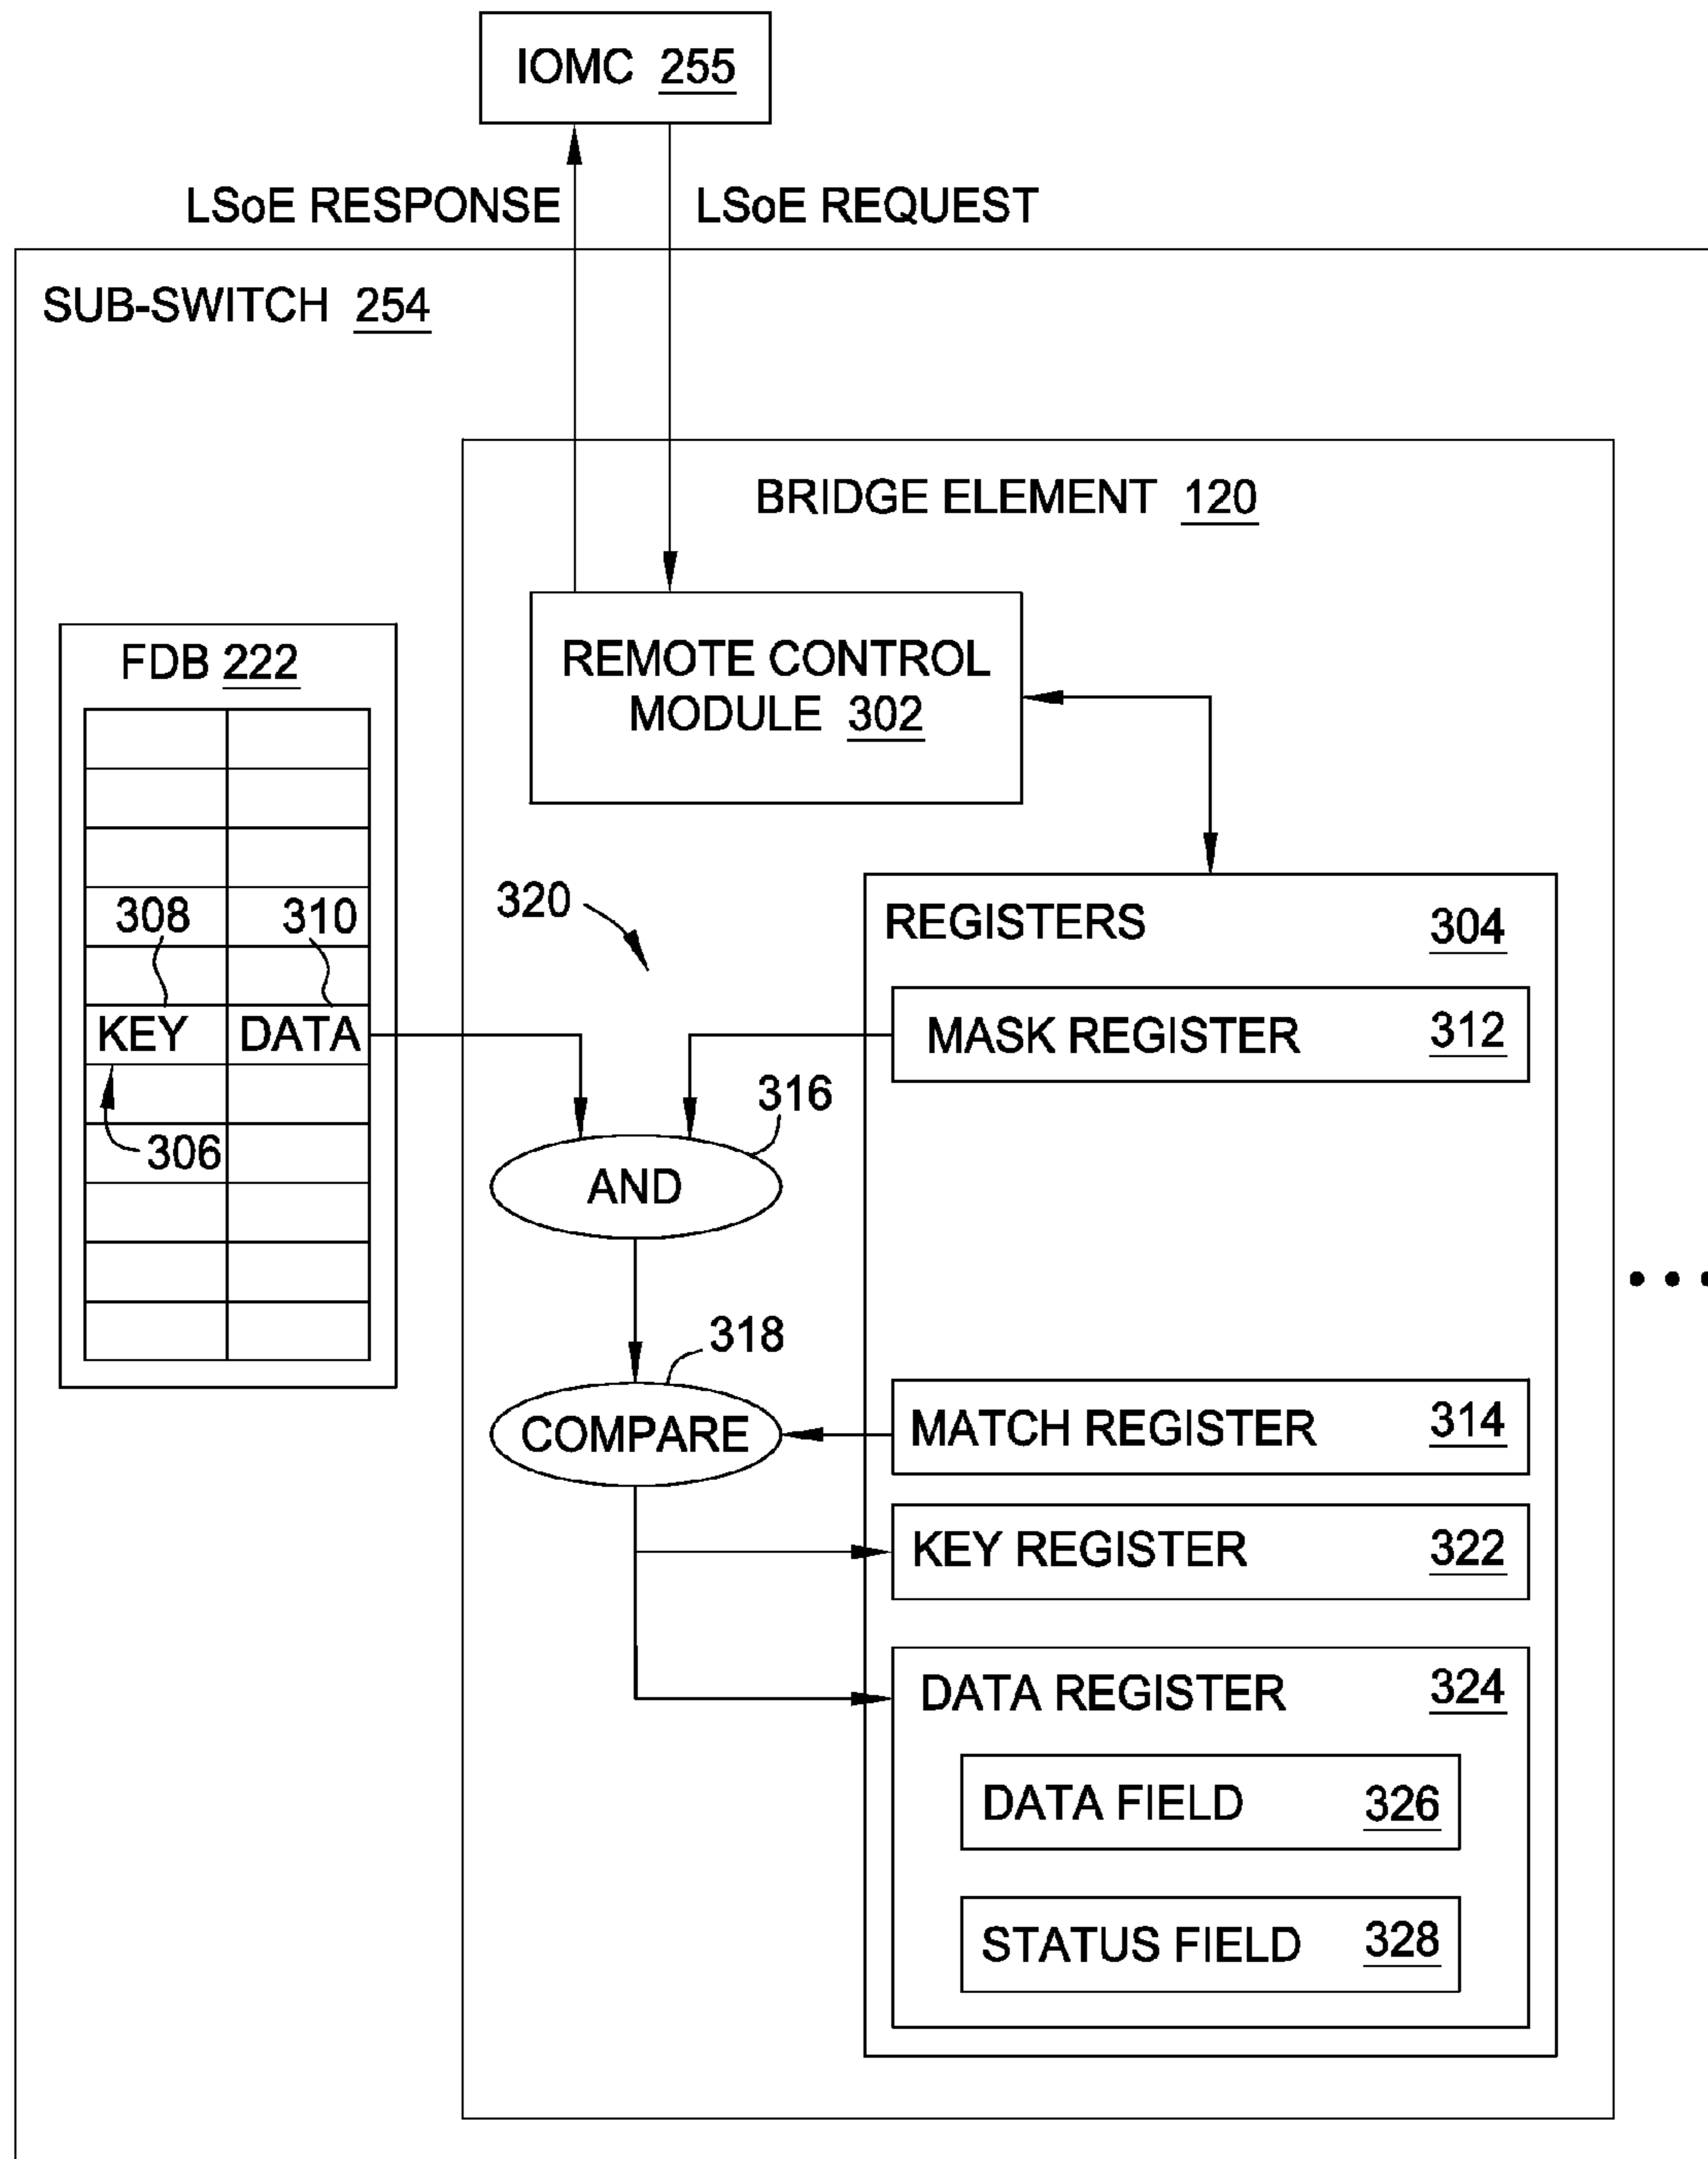 IOMC 255
LSoE RESPONSE
LSoE REQUEST
SUB-SWITCH 254
BRIDGE ELEMENT 120
REMOTE CONTROL
MODULE 302
FDB 222
308
310
KEY
DATA
306
320
REGISTERS 304
MASK REGISTER 312
316
AND
318
COMPARE
MATCH REGISTER 314
KEY REGISTER 322
DATA REGISTER 324
DATA FIELD 326
STATUS FIELD 328